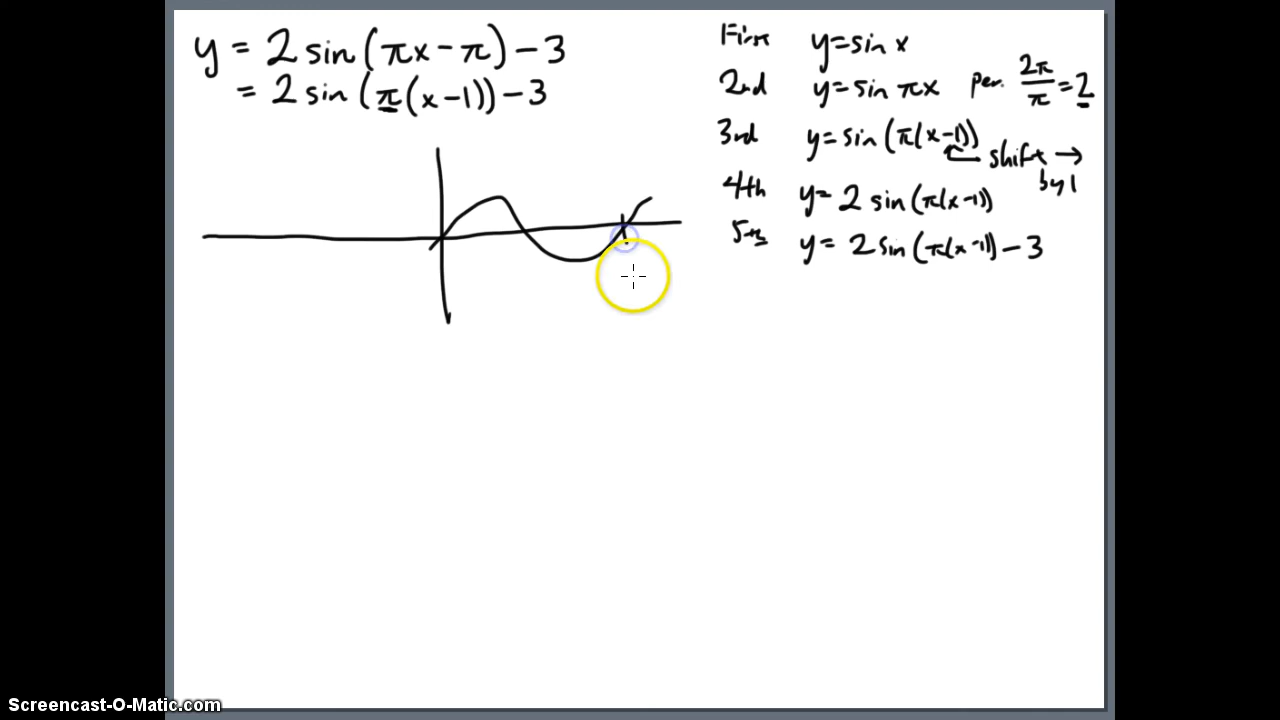 y = 2 sin(πx − π) − 3
= 2 sin(π(x−1)) − 3
First y=sin x
2nd y=sin πx per. 2π/π = 2
3rd y=sin(π(x−1))
shift →
by 1
4th y= 2 sin(π(x−1))
5th y= 2 sin(π(x−1)) − 3
Screencast-O-Matic.com